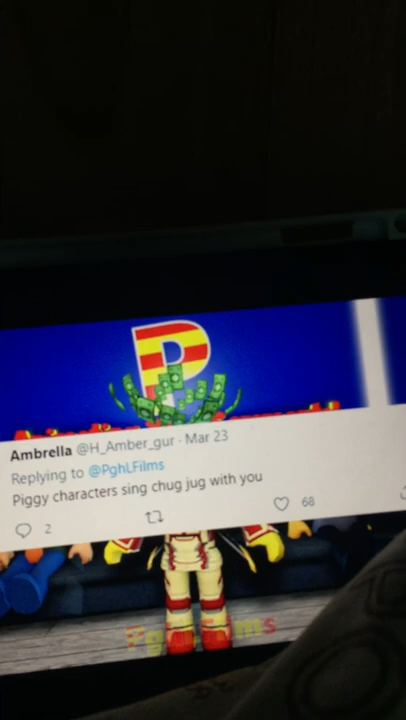 P
Ambrella @H_Amber_gur · Mar 23
Replying to @PghLFilms
Piggy characters sing chug jug with you
2
68